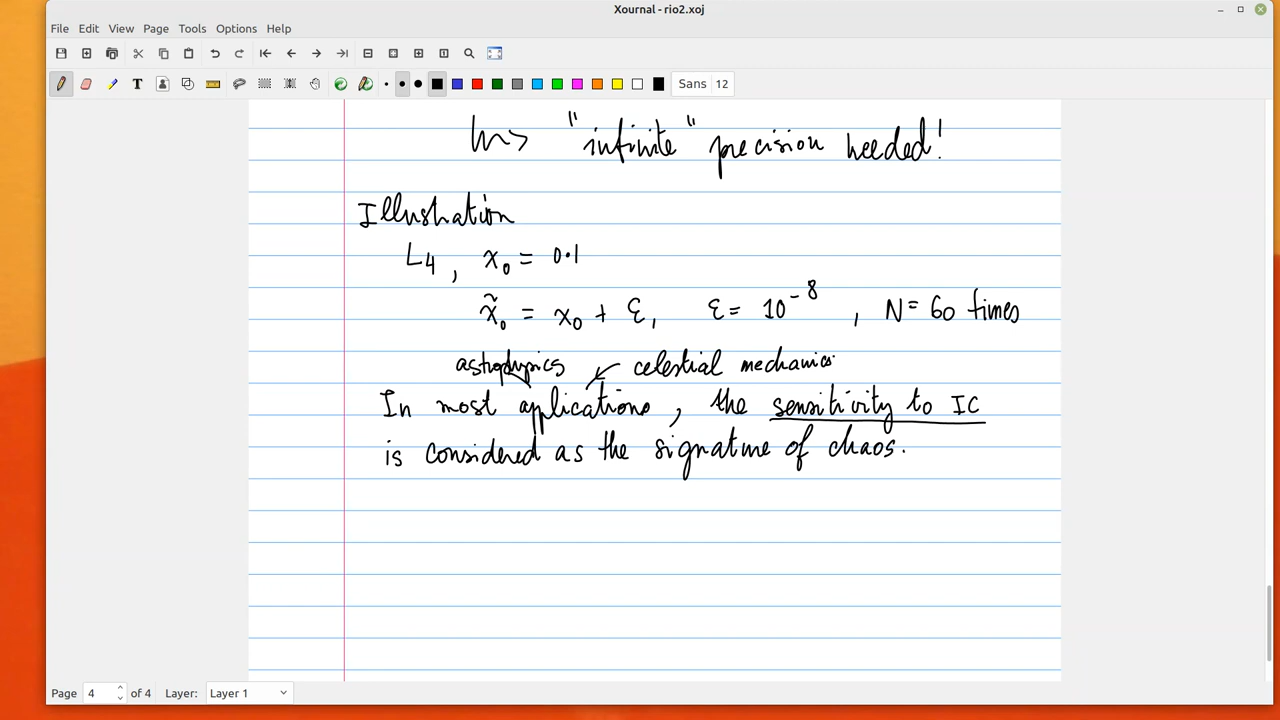 Xournal - rio2.xoj
File Edit View Page Tools Options Help
Sans 12
"infinite" precision needed!
Illustration
L₄, x₀ = 0.1
x̃₀ = x₀ + ε, ε = 10⁻⁸, N = 60 times
astrophysics celestial mechanics
In most applications, the sensitivity to IC
is considered as the signature of chaos.
Page 4 of 4 Layer: Layer 1